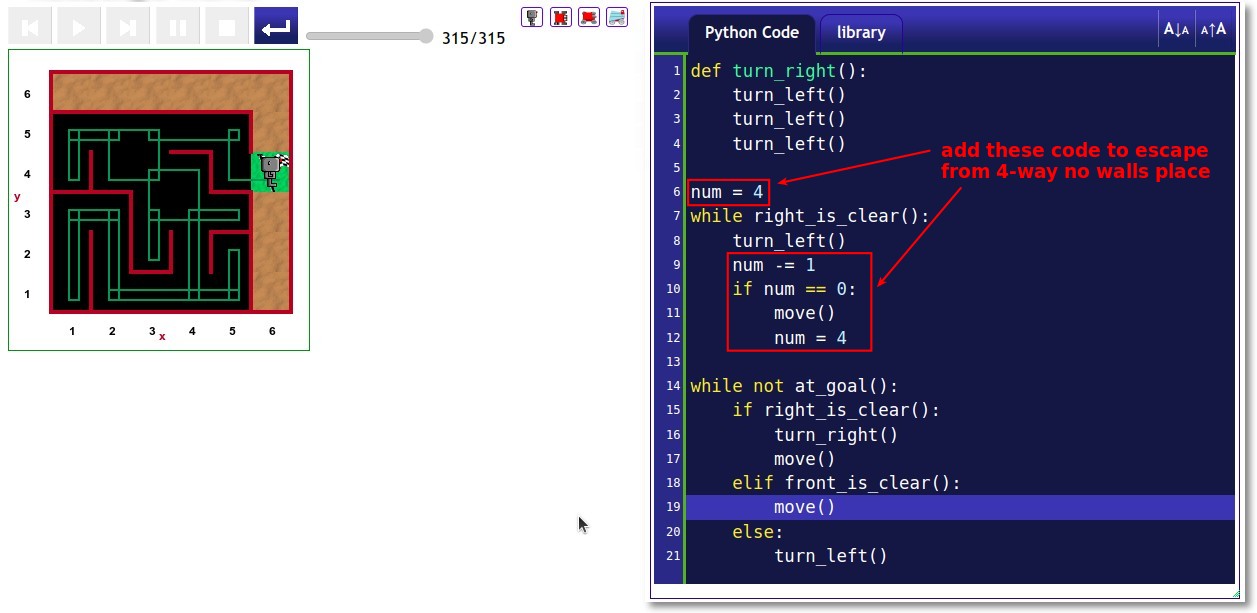 315/315
6
5
4
y
3
2
1
1 2 3 x 4 5 6
Python Code library A↓A A↑A
1 def turn_right():
2     turn_left()
3     turn_left()
4     turn_left()
5
6 num = 4
7 while right_is_clear():
8     turn_left()
9     num -= 1
10     if num == 0:
11         move()
12         num = 4
13
14 while not at_goal():
15     if right_is_clear():
16         turn_right()
17         move()
18     elif front_is_clear():
19         move()
20     else:
21         turn_left()
add these code to escape
from 4-way no walls place